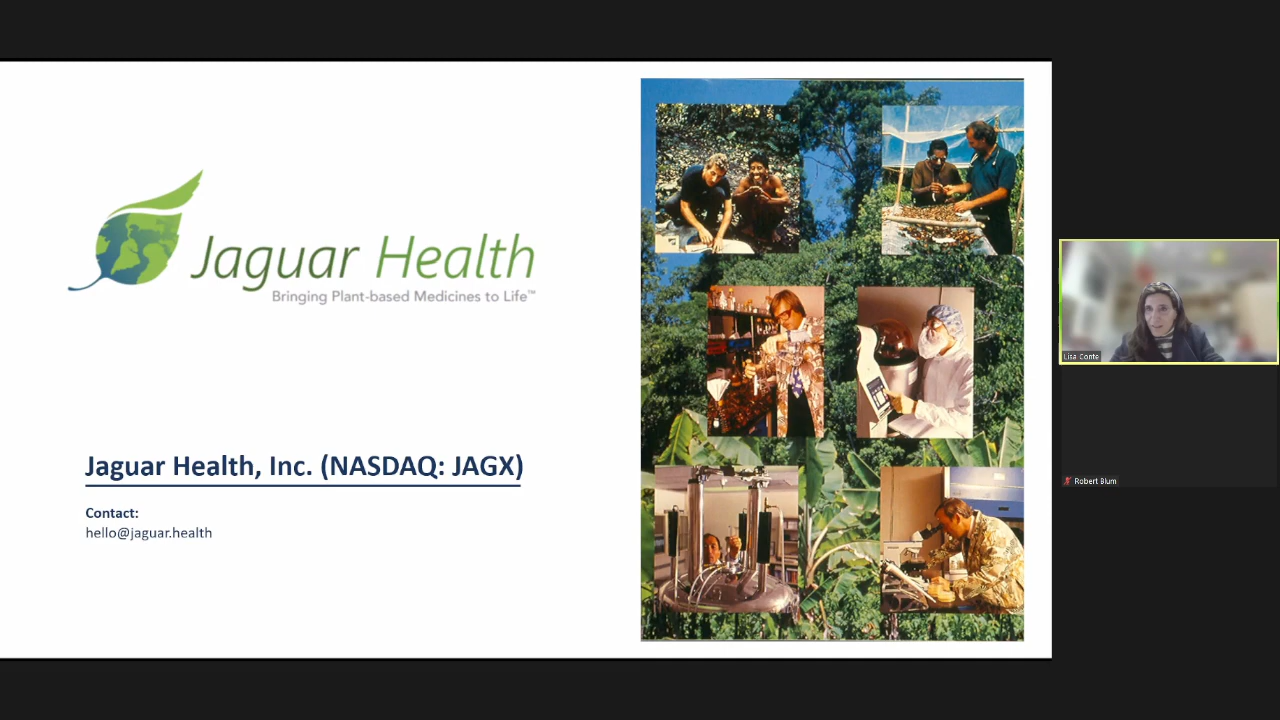 Jaguar Health
Bringing Plant-based Medicines to Life™
Jaguar Health, Inc. (NASDAQ: JAGX)
Contact:
hello@jaguar.health
Lisa Conte
Robert Blum